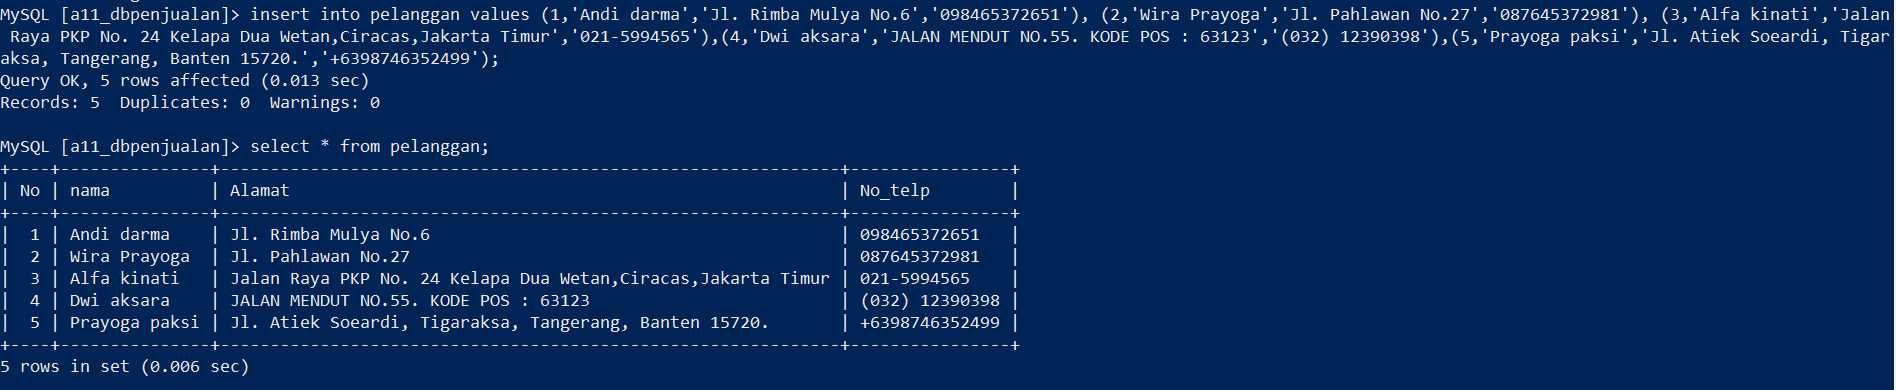 MySQL [a11_dbpenjualan]> insert into pelanggan values (1,'Andi darma','Jl. Rimba Mulya No.6','098465372651'), (2,'Wira Prayoga','Jl. Pahlawan No.27','087645372981'), (3,'Alfa kinati','Jalan
 Raya PKP No. 24 Kelapa Dua Wetan,Ciracas,Jakarta Timur','021-5994565'),(4,'Dwi aksara','JALAN MENDUT NO.55. KODE POS : 63123','(032) 12390398'),(5,'Prayoga paksi','Jl. Atiek Soeardi, Tigar
aksa, Tangerang, Banten 15720.','+6398746352499');
Query OK, 5 rows affected (0.013 sec)
Records: 5  Duplicates: 0  Warnings: 0

MySQL [a11_dbpenjualan]> select * from pelanggan;
+----+---------------+--------------------------------------------------------------+----------------+
| No | nama          | Alamat                                                       | No_telp        |
+----+---------------+--------------------------------------------------------------+----------------+
|  1 | Andi darma    | Jl. Rimba Mulya No.6                                         | 098465372651   |
|  2 | Wira Prayoga  | Jl. Pahlawan No.27                                           | 087645372981   |
|  3 | Alfa kinati   | Jalan Raya PKP No. 24 Kelapa Dua Wetan,Ciracas,Jakarta Timur | 021-5994565    |
|  4 | Dwi aksara    | JALAN MENDUT NO.55. KODE POS : 63123                         | (032) 12390398 |
|  5 | Prayoga paksi | Jl. Atiek Soeardi, Tigaraksa, Tangerang, Banten 15720.       | +6398746352499 |
+----+---------------+--------------------------------------------------------------+----------------+
5 rows in set (0.006 sec)